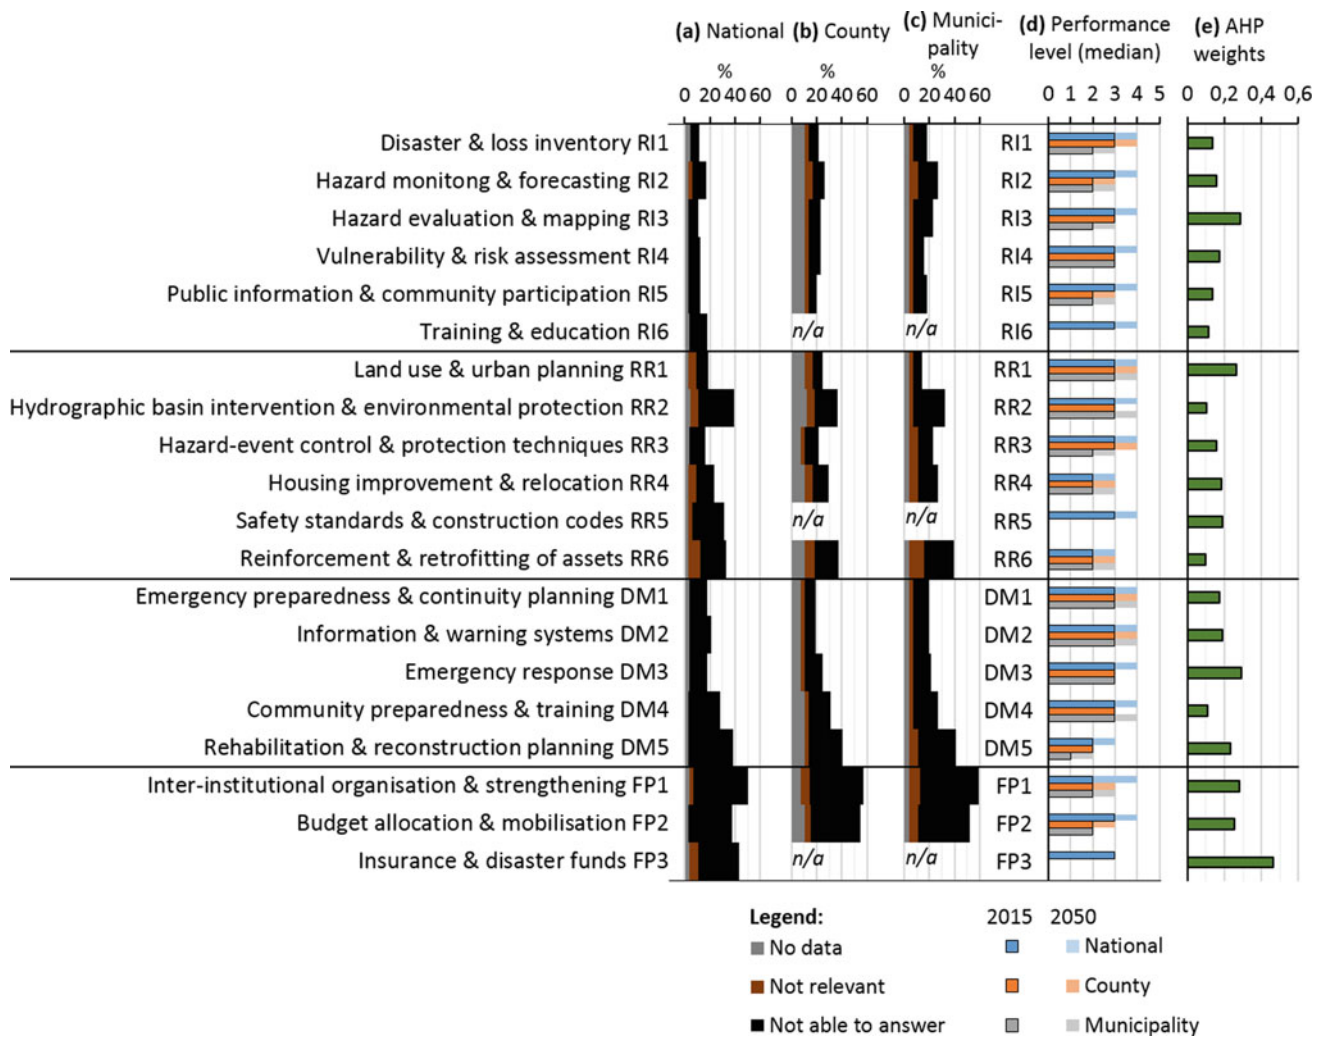 (a) National (b) County (c) Munici-
pality (d) Performance
level (median) (e) AHP
weights
% % %
0 20 40 60 0 20 40 60 0 20 40 60 0 1 2 3 4 5 0 0,2 0,4 0,6
Disaster & loss inventory RI1 RI1
Hazard monitong & forecasting RI2 RI2
Hazard evaluation & mapping RI3 RI3
Vulnerability & risk assessment RI4 RI4
Public information & community participation RI5 RI5
Training & education RI6 n/a n/a RI6
Land use & urban planning RR1 RR1
Hydrographic basin intervention & environmental protection RR2 RR2
Hazard-event control & protection techniques RR3 RR3
Housing improvement & relocation RR4 RR4
Safety standards & construction codes RR5 n/a n/a RR5
Reinforcement & retrofitting of assets RR6 RR6
Emergency preparedness & continuity planning DM1 DM1
Information & warning systems DM2 DM2
Emergency response DM3 DM3
Community preparedness & training DM4 DM4
Rehabilitation & reconstruction planning DM5 DM5
Inter-institutional organisation & strengthening FP1 FP1
Budget allocation & mobilisation FP2 FP2
Insurance & disaster funds FP3 n/a n/a FP3
Legend: 2015 2050
No data National
Not relevant County
Not able to answer Municipality